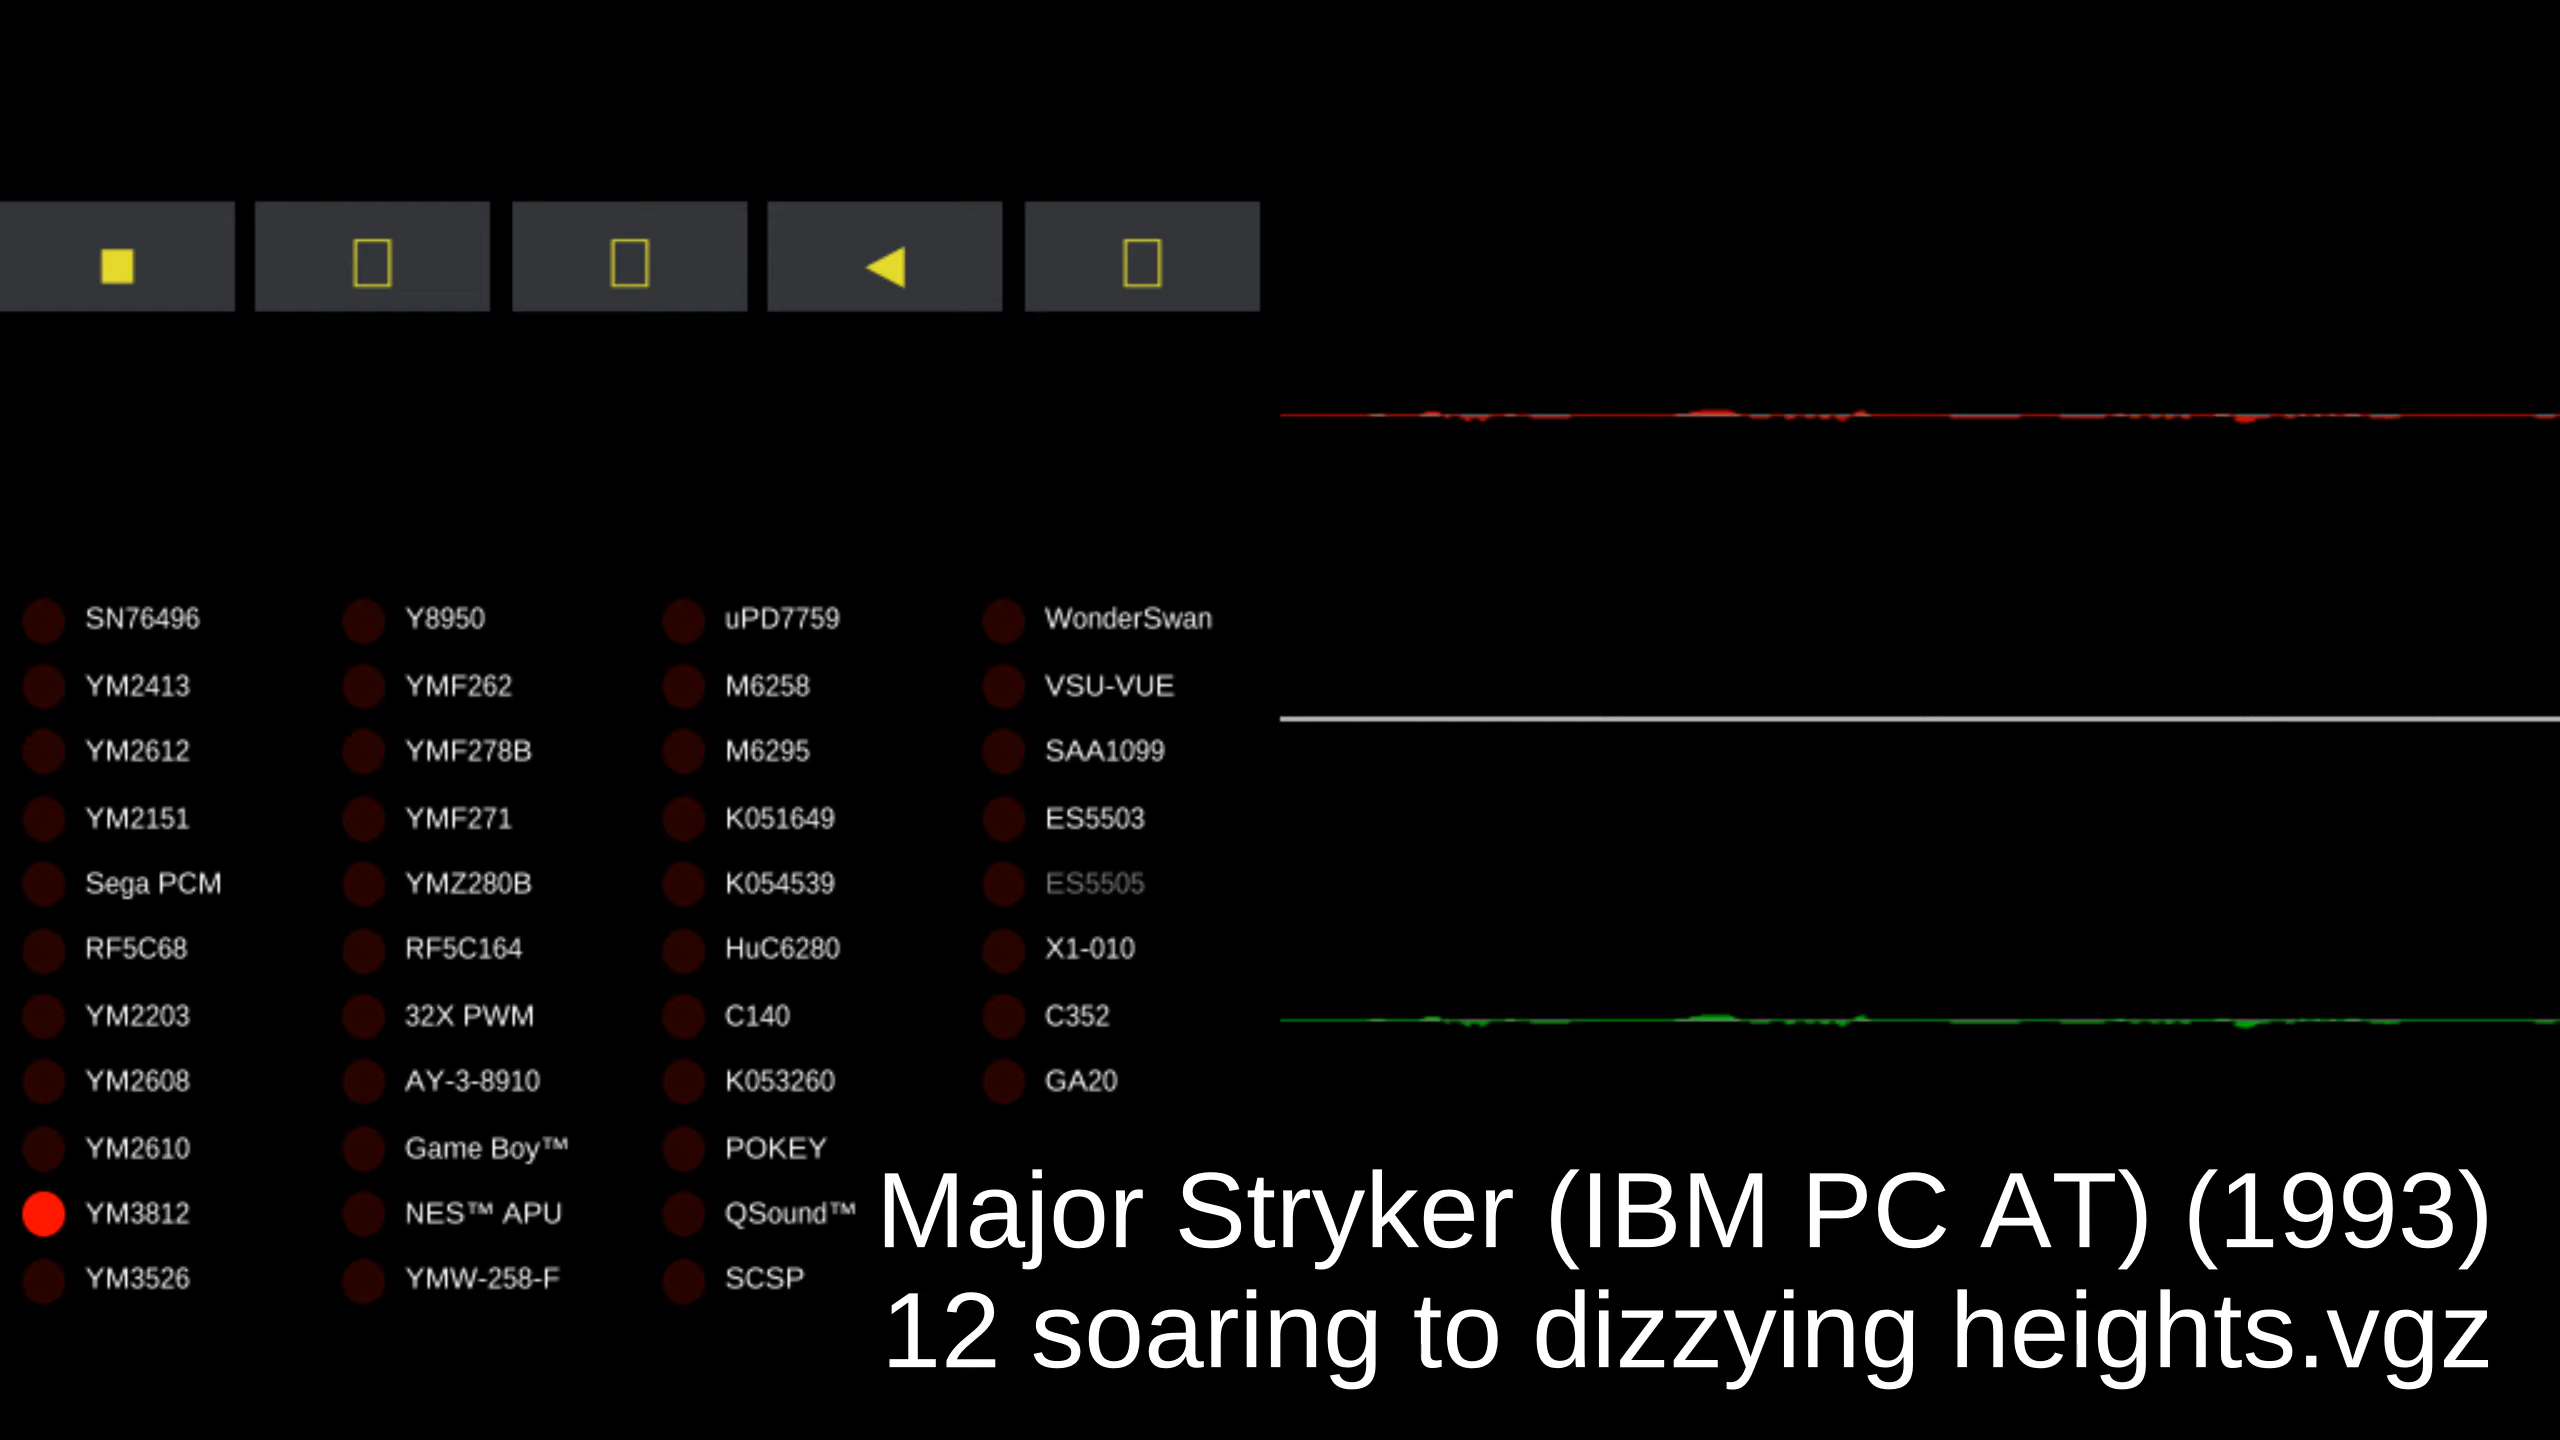 SN76496 Y8950 uPD7759 WonderSwan
YM2413 YMF262 M6258 VSU-VUE
YM2612 YMF278B M6295 SAA1099
YM2151 YMF271 K051649 ES5503
Sega PCM YMZ280B K054539 ES5505
RF5C68 RF5C164 HuC6280 X1-010
YM2203 32X PWM C140 C352
YM2608 AY-3-8910 K053260 GA20
YM2610 Game Boy™ POKEY
YM3812 NES™ APU QSound™
YM3526 YMW-258-F SCSP
Major Stryker (IBM PC AT) (1993)
12 soaring to dizzying heights.vgz